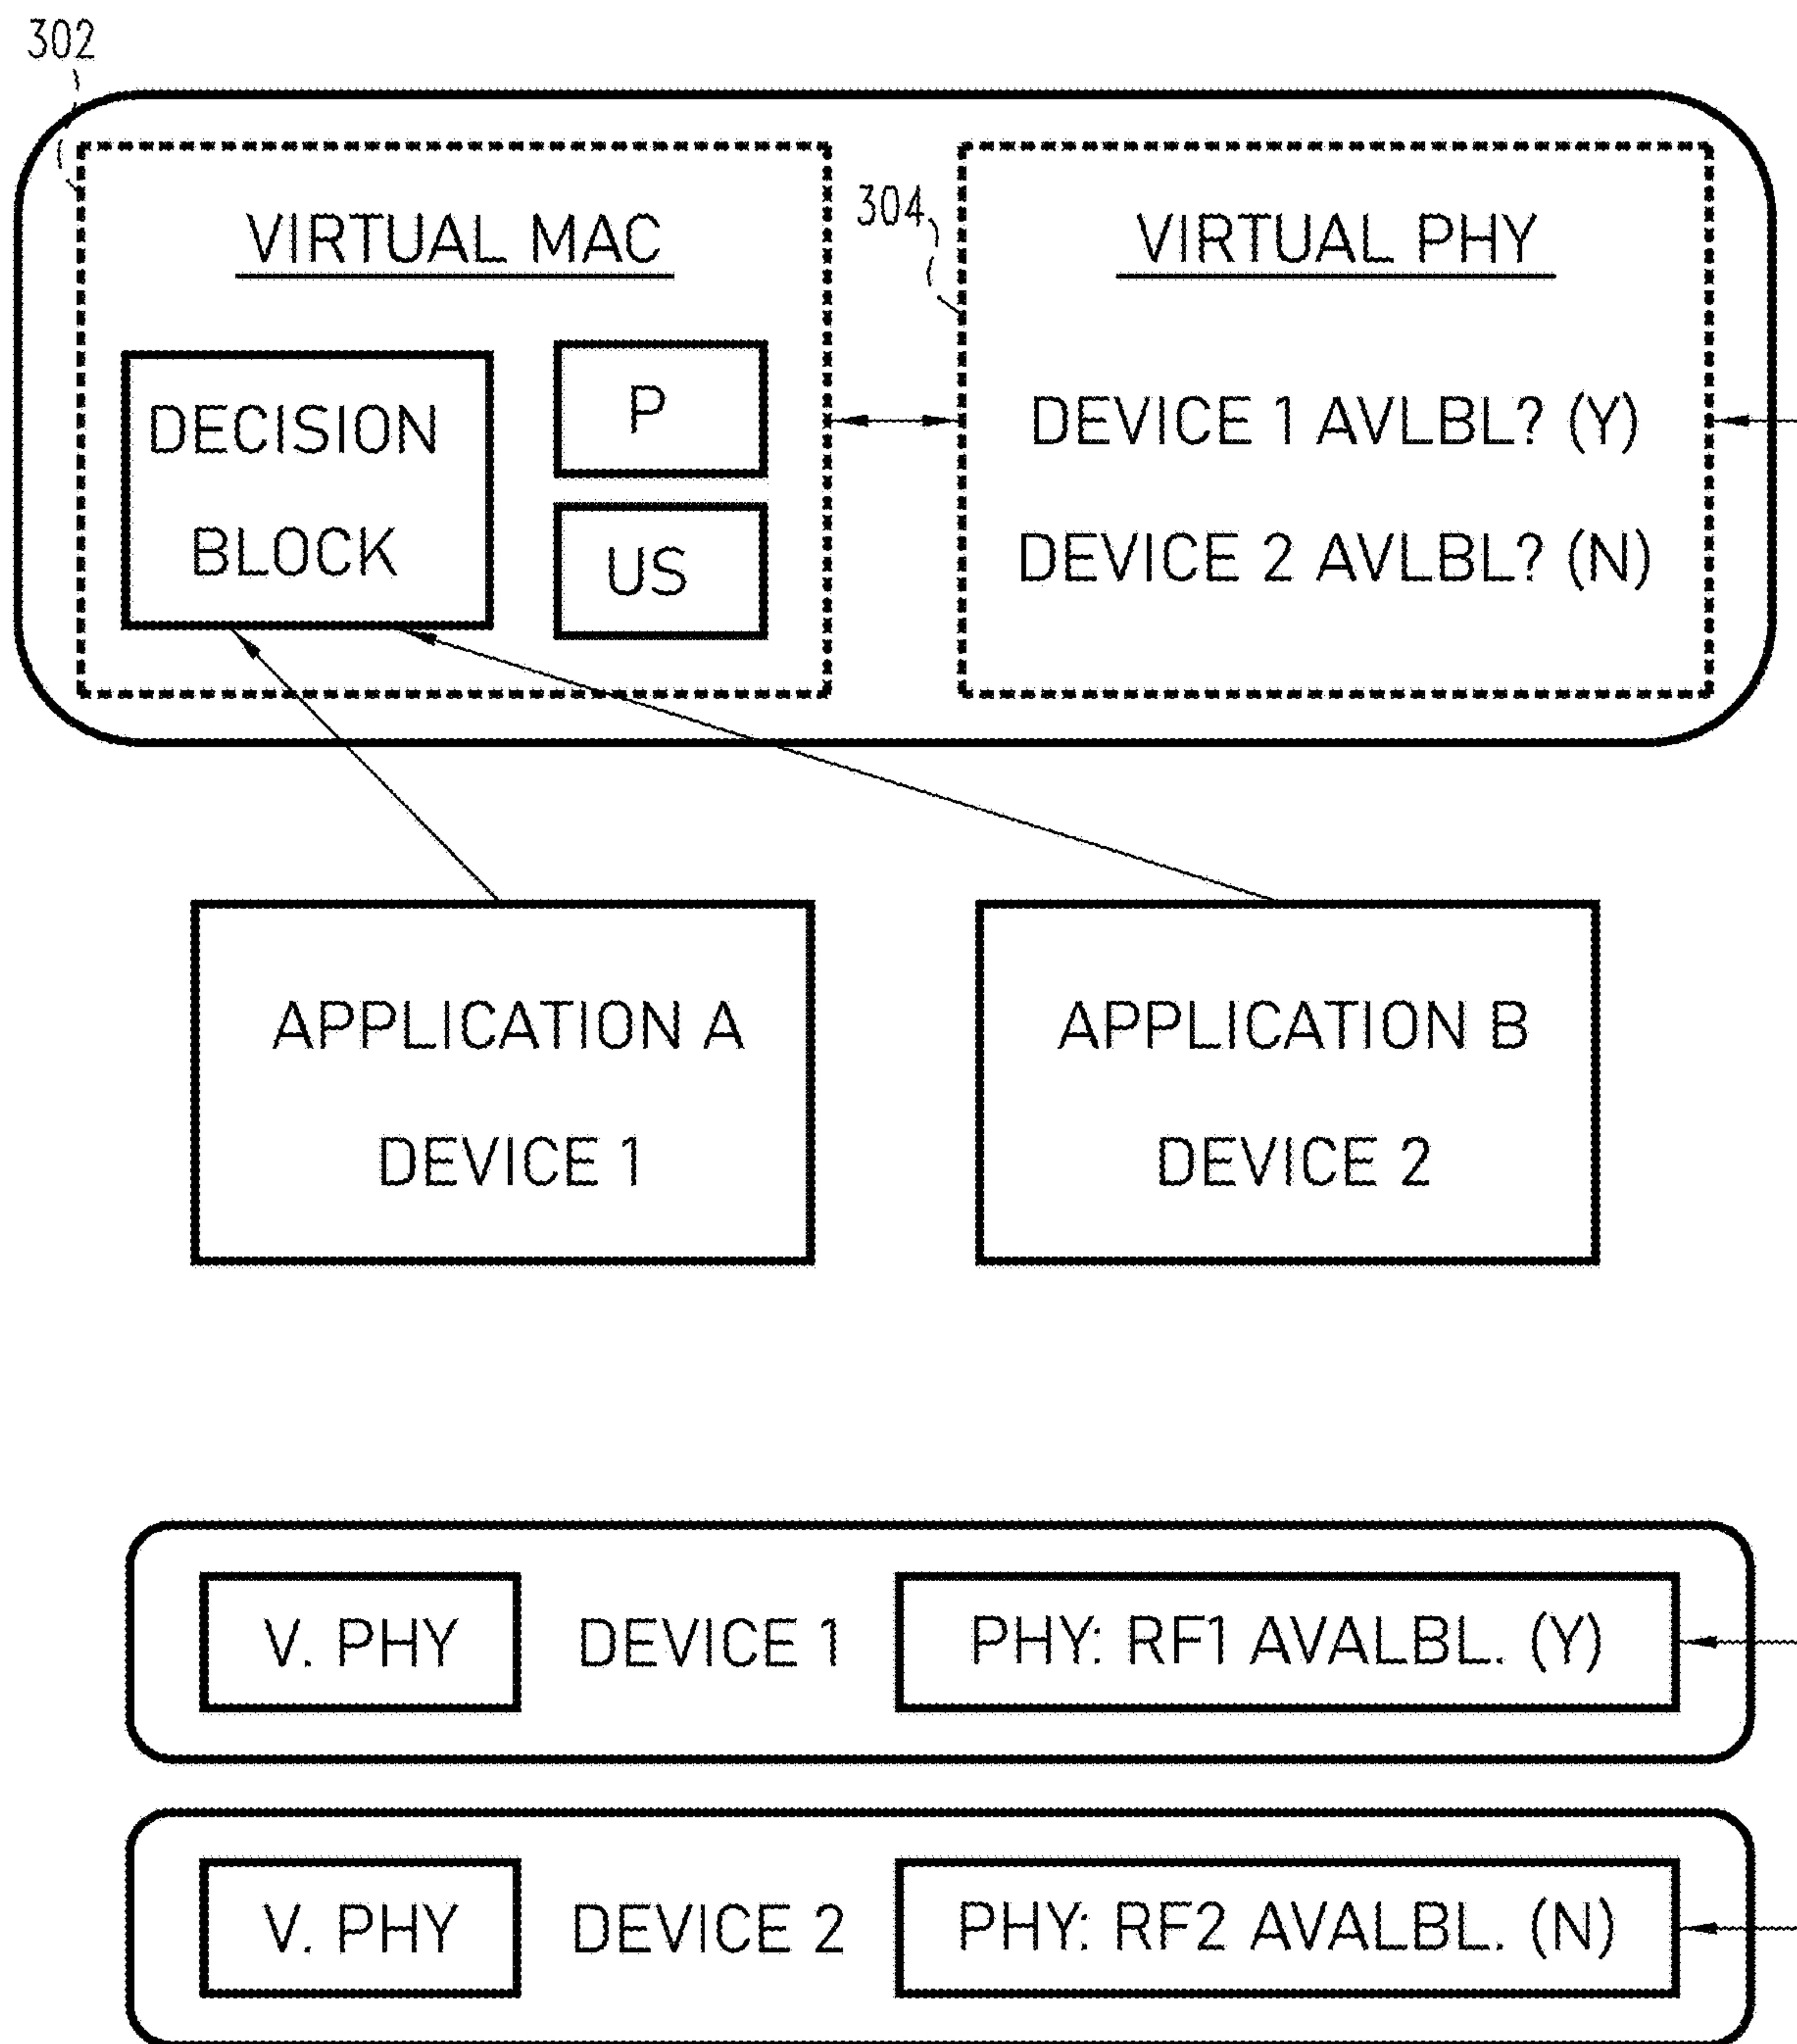 302
VIRTUAL MAC
DECISION
BLOCK
P
US
304
VIRTUAL PHY
DEVICE 1 AVLBL? (Y)
DEVICE 2 AVLBL? (N)
APPLICATION A
DEVICE 1
APPLICATION B
DEVICE 2
V. PHY
DEVICE 1
PHY: RF1 AVALBL. (Y)
V. PHY
DEVICE 2
PHY: RF2 AVALBL. (N)